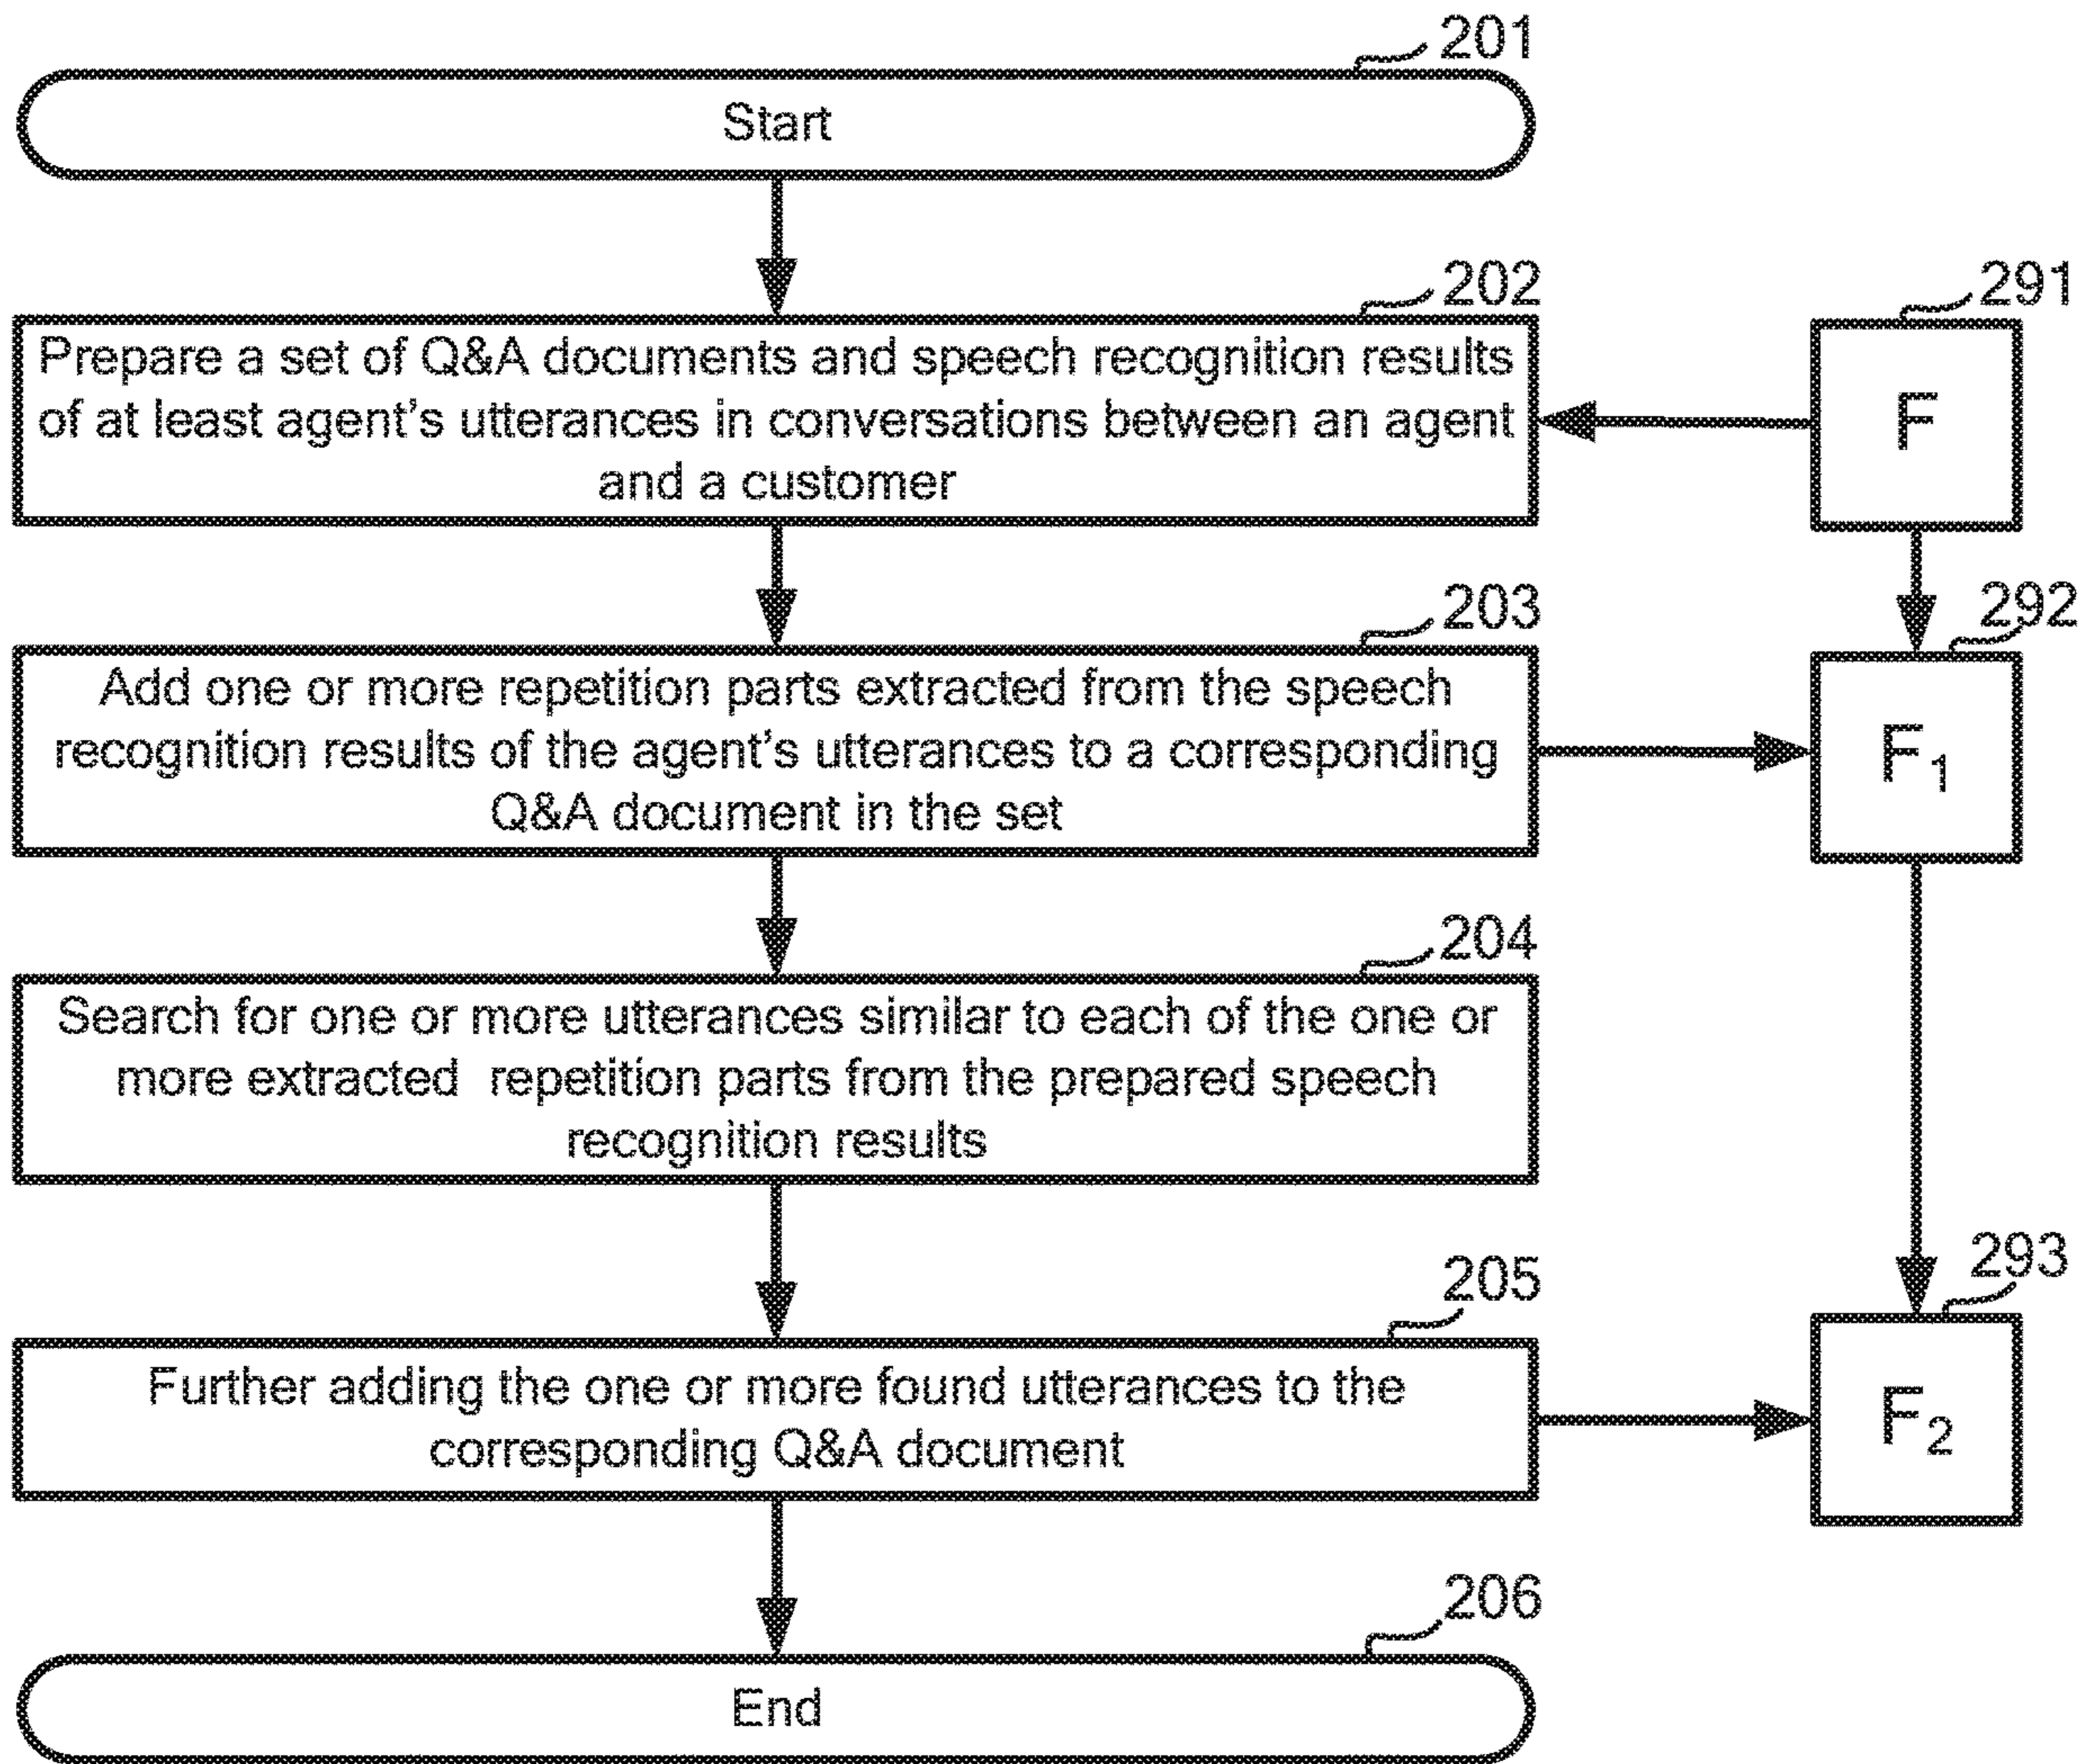 201
Start
202
Prepare a set of Q&A documents and speech recognition results
of at least agent's utterances in conversations between an agent
and a customer
291
F
203
Add one or more repetition parts extracted from the speech
recognition results of the agent's utterances to a corresponding
Q&A document in the set
292
F₁
204
Search for one or more utterances similar to each of the one or
more extracted repetition parts from the prepared speech
recognition results
205
Further adding the one or more found utterances to the
corresponding Q&A document
293
F₂
206
End